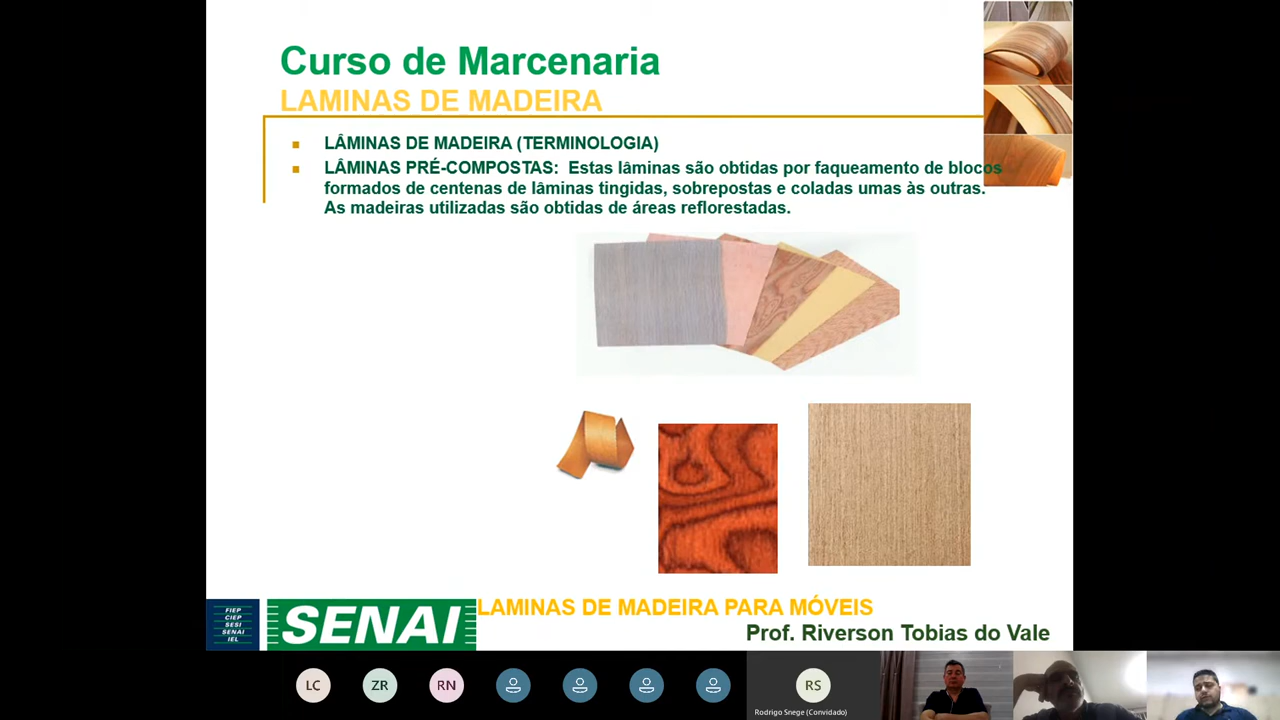 Curso de Marcenaria
LAMINAS DE MADEIRA
LÂMINAS DE MADEIRA (TERMINOLOGIA)
LÂMINAS PRÉ-COMPOSTAS: Estas lâminas são obtidas por faqueamento de blocos
formados de centenas de lâminas tingidas, sobrepostas e coladas umas às outras.
As madeiras utilizadas são obtidas de áreas reflorestadas.
FIEP
CIEP
SESI
SENAI
IEL
SENAI
LAMINAS DE MADEIRA PARA MÓVEIS
Prof. Riverson Tobias do Vale
LC
ZR
RN
RS
Rodrigo Snege (Convidado)